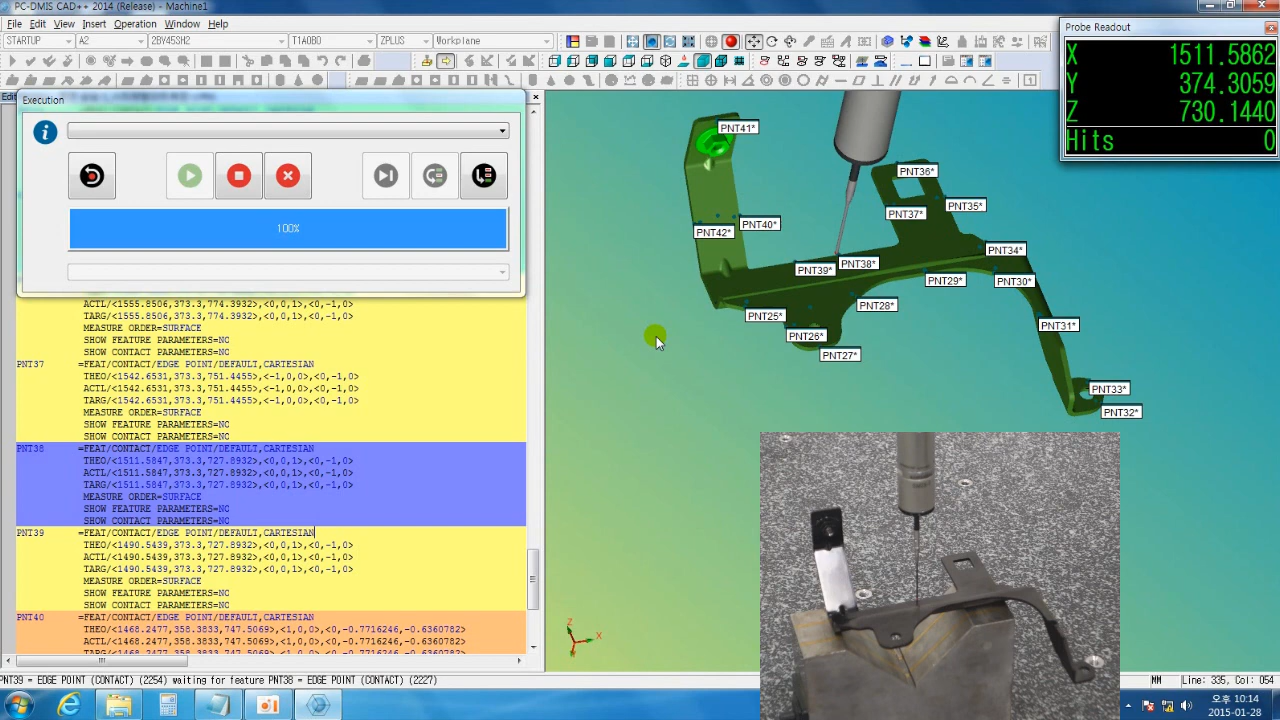 PC-DMIS CAD++ 2014 (Release) - Machine1
File Edit View Insert Operation Window Help
STARTUP A2 2BY45SH2 T1A0B0 ZPLUS Workplane
Probe Readout
X 1511.5862
Y 374.3059
Z 730.1440
Hits 0
Execution
100%
ACTL/<1555.8506,373.3,774.3932>,<0,0,1>,<0,-1,0>
TARG/<1555.8506,373.3,774.3932>,<0,0,1>,<0,-1,0>
MEASURE ORDER=SURFACE
SHOW FEATURE PARAMETERS=NO
SHOW CONTACT PARAMETERS=NO
PNT37 =FEAT/CONTACT/EDGE POINT/DEFAULT,CARTESIAN
THEO/<1542.6531,373.3,751.4455>,<-1,0,0>,<0,-1,0>
ACTL/<1542.6531,373.3,751.4455>,<-1,0,0>,<0,-1,0>
TARG/<1542.6531,373.3,751.4455>,<-1,0,0>,<0,-1,0>
MEASURE ORDER=SURFACE
SHOW FEATURE PARAMETERS=NO
SHOW CONTACT PARAMETERS=NO
PNT38 =FEAT/CONTACT/EDGE POINT/DEFAULT,CARTESIAN
THEO/<1511.5847,373.3,727.8932>,<0,0,1>,<0,-1,0>
ACTL/<1511.5847,373.3,727.8932>,<0,0,1>,<0,-1,0>
TARG/<1511.5847,373.3,727.8932>,<0,0,1>,<0,-1,0>
MEASURE ORDER=SURFACE
SHOW FEATURE PARAMETERS=NO
SHOW CONTACT PARAMETERS=NO
PNT39 =FEAT/CONTACT/EDGE POINT/DEFAULT,CARTESIAN
THEO/<1490.5439,373.3,727.8932>,<0,0,1>,<0,-1,0>
ACTL/<1490.5439,373.3,727.8932>,<0,0,1>,<0,-1,0>
TARG/<1490.5439,373.3,727.8932>,<0,0,1>,<0,-1,0>
MEASURE ORDER=SURFACE
SHOW FEATURE PARAMETERS=NO
SHOW CONTACT PARAMETERS=NO
PNT40 =FEAT/CONTACT/EDGE POINT/DEFAULT,CARTESIAN
THEO/<1468.2477,358.3833,747.5069>,<1,0,0>,<0,-0.7716246,-0.6360782>
ACTL/<1468.2477,358.3833,747.5069>,<1,0,0>,<0,-0.7716246,-0.6360782>
PNT41*
PNT36*
PNT35*
PNT37*
PNT40*
PNT42*
PNT34*
PNT38*
PNT39*
PNT29*
PNT30*
PNT28*
PNT25*
PNT31*
PNT26*
PNT27*
PNT33*
PNT32*
Z
X
PNT39 = EDGE POINT (CONTACT) (2254) waiting for feature PNT38 = EDGE POINT (CONTACT) (2227)
MM Line: 335, Col: 054
오후 10:14
2015-01-28